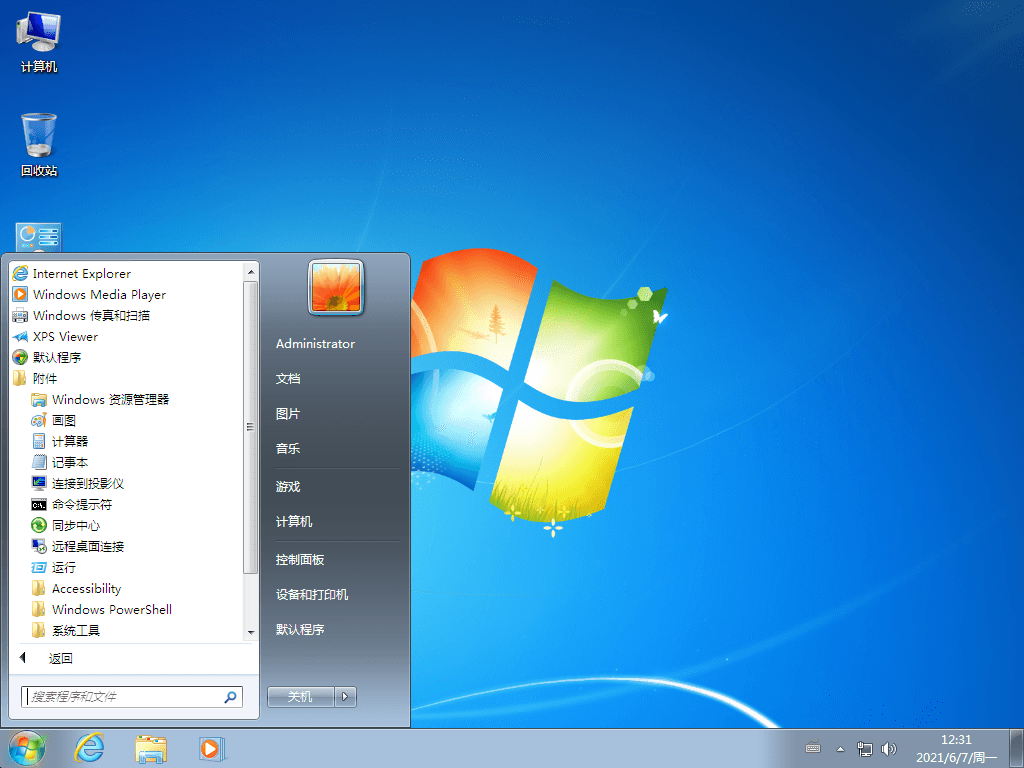 计算机
回收站
Internet Explorer
Windows Media Player
Windows 传真和扫描
XPS Viewer
默认程序
附件
Windows 资源管理器
画图
计算器
记事本
连接到投影仪
命令提示符
同步中心
远程桌面连接
运行
Accessibility
Windows PowerShell
系统工具
返回
搜索程序和文件
Administrator
文档
图片
音乐
游戏
计算机
控制面板
设备和打印机
默认程序
关机
12:31
2021/6/7/周一